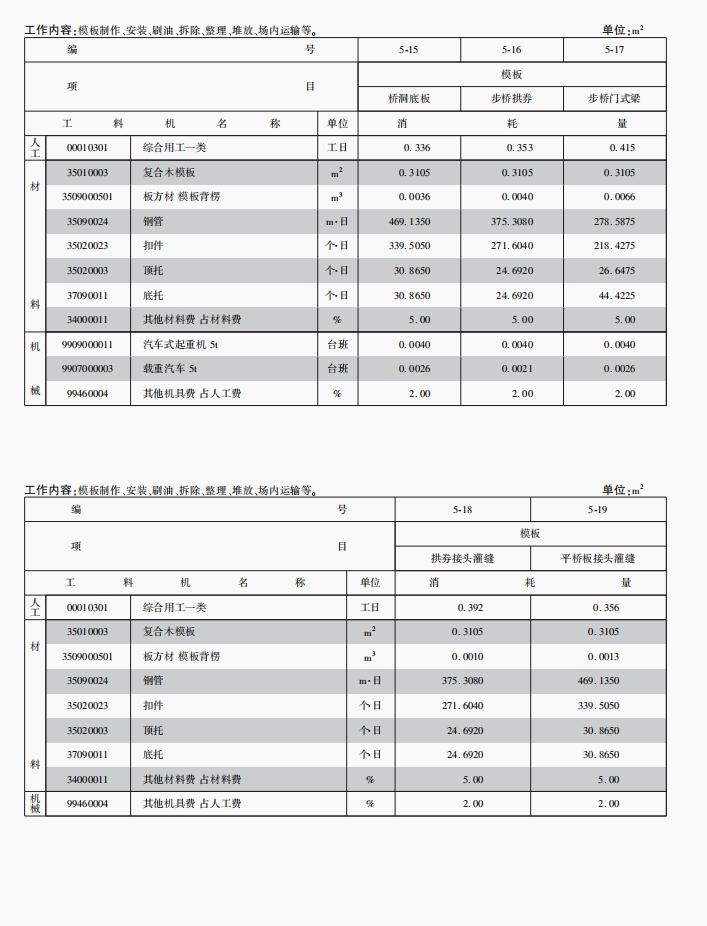 工作内容:模板制作、安装、刷油、拆除、整理、堆放、场内运输等。 单位:m²
编 号 5-15 5-16 5-17
项 目 模板
桥洞底板 步桥拱券 步桥门式梁
工 料 机 名 称 单位 消 耗 量
人工 00010301 综合用工一类 工日 0.336 0.353 0.415
材料 35010003 复合木模板 m² 0.3105 0.3105 0.3105
3509000501 板方材 模板背楞 m³ 0.0036 0.0040 0.0066
35090024 钢管 m·日 469.1350 375.3080 278.5875
35020023 扣件 个·日 339.5050 271.6040 218.4275
35020003 顶托 个·日 30.8650 24.6920 26.6475
37090011 底托 个·日 30.8650 24.6920 44.4225
34000011 其他材料费 占材料费 % 5.00 5.00 5.00
机械 9909000011 汽车式起重机 5t 台班 0.0040 0.0040 0.0040
9907000003 载重汽车 5t 台班 0.0026 0.0021 0.0026
99460004 其他机具费 占人工费 % 2.00 2.00 2.00
工作内容:模板制作、安装、刷油、拆除、整理、堆放、场内运输等。 单位:m²
编 号 5-18 5-19
项 目 模板
拱券接头灌缝 平桥板接头灌缝
工 料 机 名 称 单位 消 耗 量
人工 00010301 综合用工一类 工日 0.392 0.356
材料 35010003 复合木模板 m² 0.3105 0.3105
3509000501 板方材 模板背楞 m³ 0.0010 0.0013
35090024 钢管 m·日 375.3080 469.1350
35020023 扣件 个·日 271.6040 339.5050
35020003 顶托 个·日 24.6920 30.8650
37090011 底托 个·日 24.6920 30.8650
34000011 其他材料费 占材料费 % 5.00 5.00
机械 99460004 其他机具费 占人工费 % 2.00 2.00